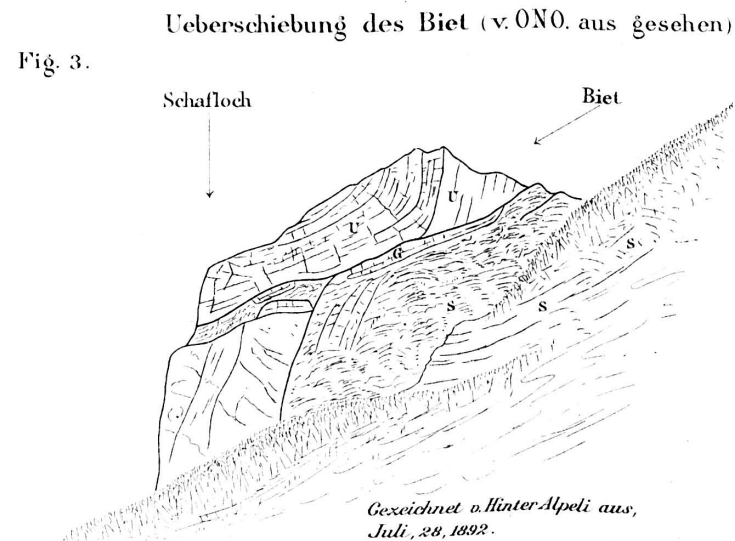 Ueberschiebung des Biet (v. ONO. aus gesehen)
Fig. 3.
Schafloch
Biet
U
U
G
S
S
S
Gezeichnet v. Hinter Alpeli aus,
Juli, 28, 1892.